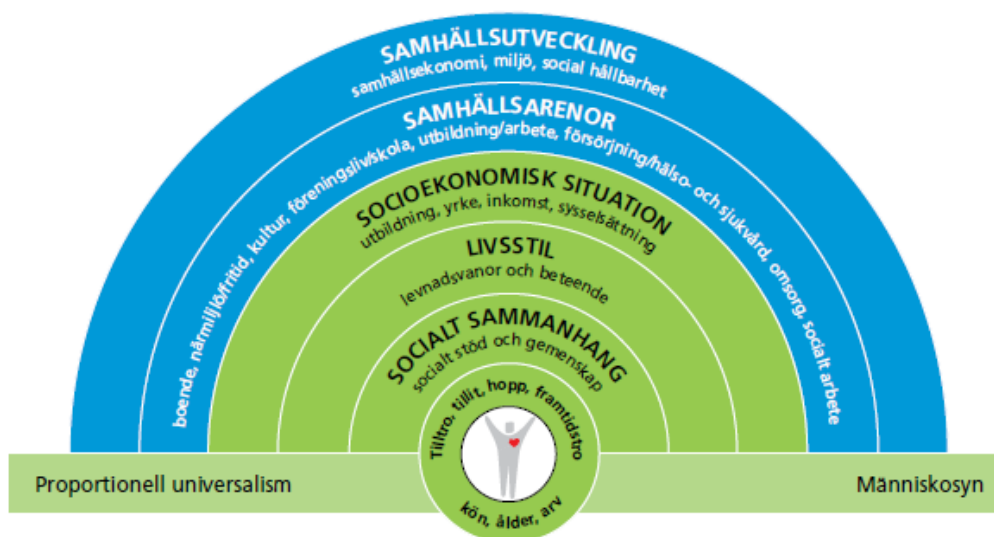 SAMHÄLLSUTVECKLING
samhällsekonomi, miljö, social hållbarhet
SAMHÄLLSARENOR
boende, närmiljö/fritid, kultur, föreningsliv/skola, utbildning/arbete, försörjning/hälso- och sjukvård, omsorg, socialt arbete
SOCIOEKONOMISK SITUATION
utbildning, yrke, inkomst, sysselsättning
LIVSSTIL
levnadsvanor och beteende
SOCIALT SAMMANHANG
socialt stöd och gemenskap
Tilltro, tillit, hopp, framtidstro
kön, ålder, arv
Proportionell universalism
Människosyn